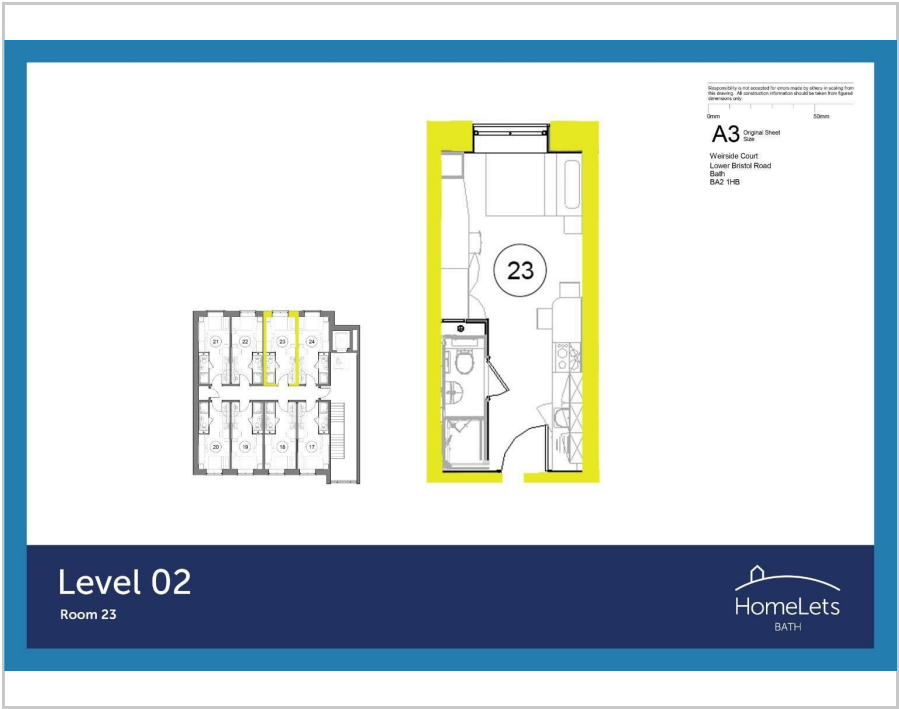 Responsibility is not accepted for errors made by others in scaling from
this drawing. All construction information should be taken from figured
dimensions only.
0mm 50mm
A3 Original Sheet
Size
Weirside Court
Lower Bristol Road
Bath
BA2 1HB
23
21 22 23 24
20 19 18 17
Level 02
Room 23
HomeLets
BATH